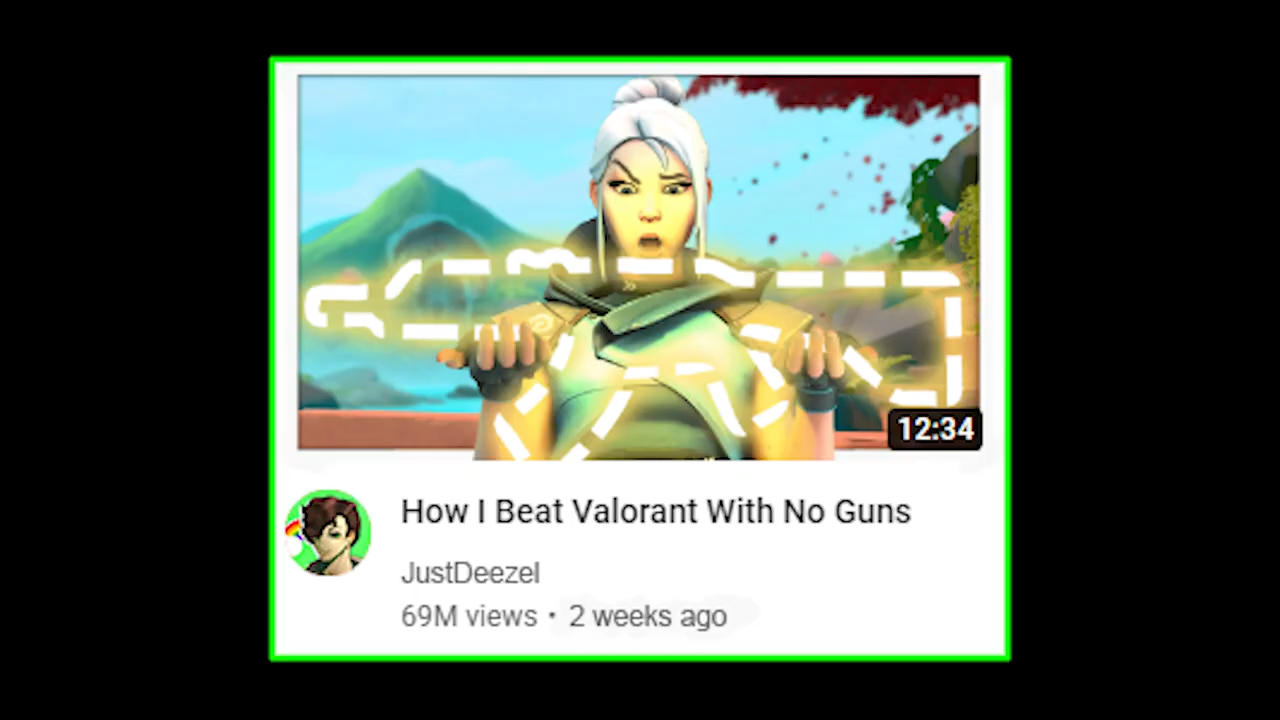 12:34
How I Beat Valorant With No Guns
JustDeezel
69M views • 2 weeks ago